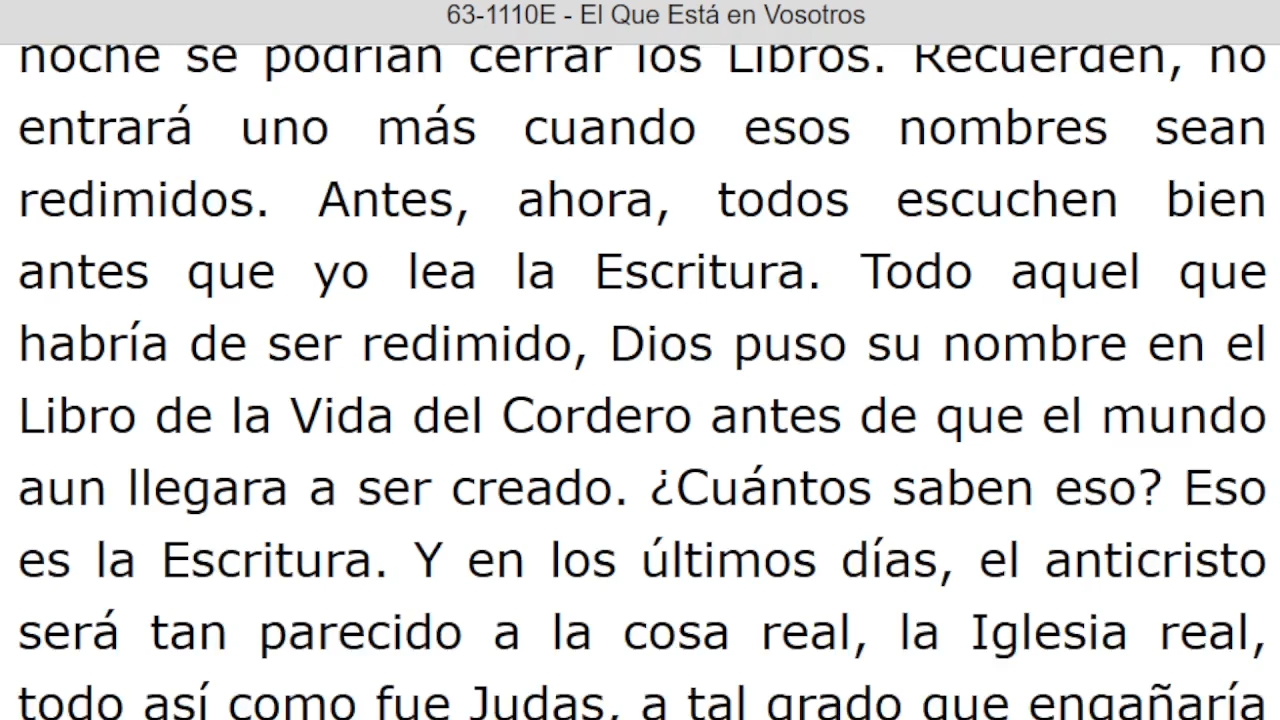 63-1110E - El Que Está en Vosotros
noche se podrían cerrar los Libros. Recuerden, no
entrará uno más cuando esos nombres sean
redimidos. Antes, ahora, todos escuchen bien
antes que yo lea la Escritura. Todo aquel que
habría de ser redimido, Dios puso su nombre en el
Libro de la Vida del Cordero antes de que el mundo
aun llegara a ser creado. ¿Cuántos saben eso? Eso
es la Escritura. Y en los últimos días, el anticristo
será tan parecido a la cosa real, la Iglesia real,
todo así como fue Judas, a tal grado que engañaría